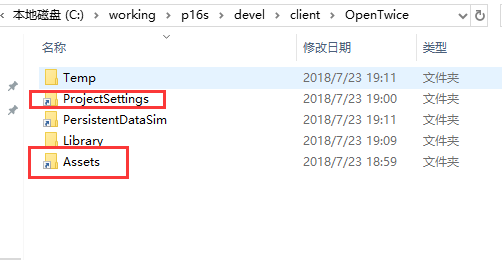 « 本地磁盘 (C:) > working > p16s > devel > client > OpenTwice
名称 修改日期 类型
Temp 2018/7/23 19:11 文件夹
ProjectSettings 2018/7/23 19:00 文件夹
PersistentDataSim 2018/7/23 19:11 文件夹
Library 2018/7/23 19:09 文件夹
Assets 2018/7/23 18:59 文件夹